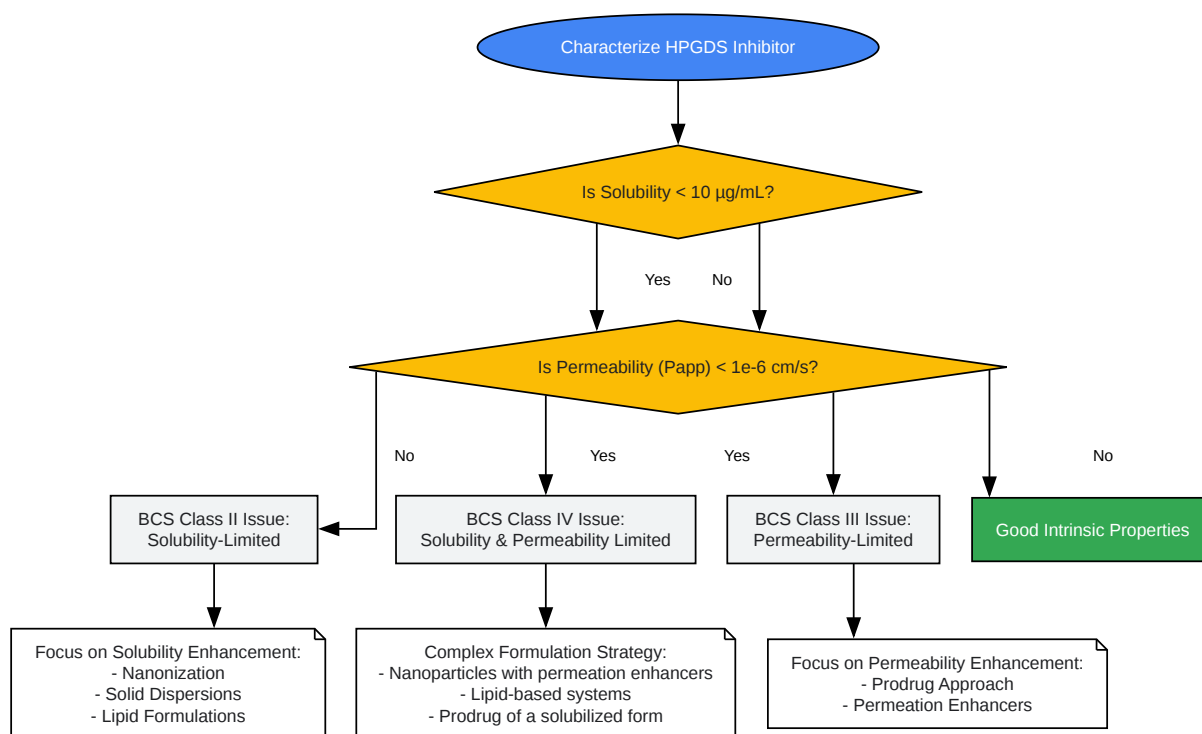 Characterize HPGDS Inhibitor
Is Solubility < 10 µg/mL?
Yes
No
Is Permeability (Papp) < 1e-6 cm/s?
No
Yes
Yes
No
BCS Class II Issue:
Solubility-Limited
BCS Class IV Issue:
Solubility & Permeability Limited
BCS Class III Issue:
Permeability-Limited
Good Intrinsic Properties
Focus on Solubility Enhancement:
- Nanonization
- Solid Dispersions
- Lipid Formulations
Complex Formulation Strategy:
- Nanoparticles with permeation enhancers
- Lipid-based systems
- Prodrug of a solubilized form
Focus on Permeability Enhancement:
- Prodrug Approach
- Permeation Enhancers